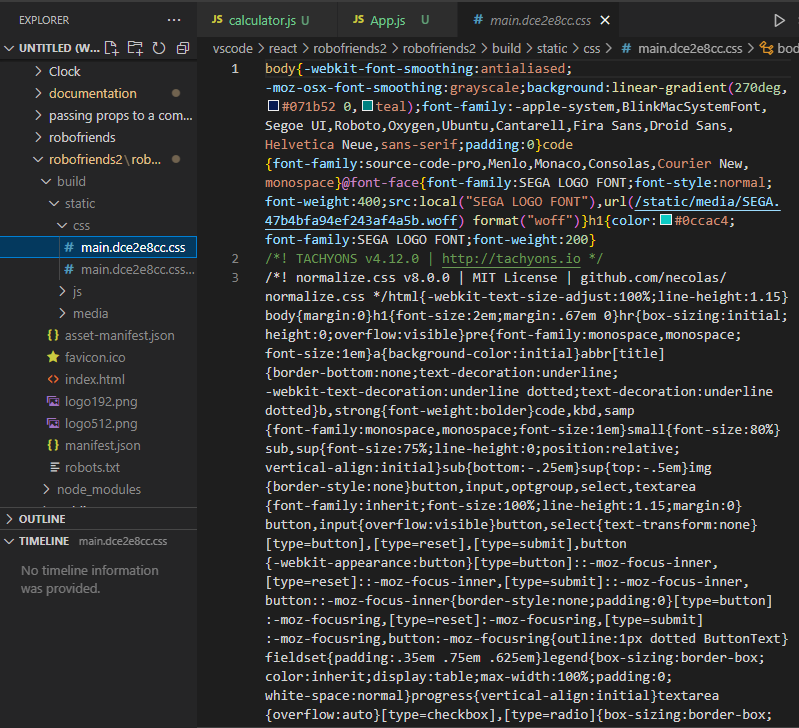 EXPLORER
UNTITLED (W...
Clock
documentation
passing props to a com...
robofriends
robofriends2\rob...
build
static
css
main.dce2e8cc.css
main.dce2e8cc.css...
js
media
asset-manifest.json
favicon.ico
index.html
logo192.png
logo512.png
manifest.json
robots.txt
node_modules
OUTLINE
TIMELINE main.dce2e8cc.css
No timeline information
was provided.
JS calculator.js U
JS App.js U
# main.dce2e8cc.css
vscode > react > robofriends2 > robofriends2 > build > static > css > # main.dce2e8cc.css > bod
1 body{-webkit-font-smoothing:antialiased;
-moz-osx-font-smoothing:grayscale;background:linear-gradient(270deg,
#071b52 0,teal);font-family:-apple-system,BlinkMacSystemFont,
Segoe UI,Roboto,Oxygen,Ubuntu,Cantarell,Fira Sans,Droid Sans,
Helvetica Neue,sans-serif;padding:0}code
{font-family:source-code-pro,Menlo,Monaco,Consolas,Courier New,
monospace}@font-face{font-family:SEGA LOGO FONT;font-style:normal;
font-weight:400;src:local("SEGA LOGO FONT"),url(/static/media/SEGA.
47b4bfa94ef243af4a5b.woff) format("woff")}h1{color:#0ccac4;
font-family:SEGA LOGO FONT;font-weight:200}
2 /*! TACHYONS v4.12.0 | http://tachyons.io */
3 /*! normalize.css v8.0.0 | MIT License | github.com/necolas/
normalize.css */html{-webkit-text-size-adjust:100%;line-height:1.15}
body{margin:0}h1{font-size:2em;margin:.67em 0}hr{box-sizing:initial;
height:0;overflow:visible}pre{font-family:monospace,monospace;
font-size:1em}a{background-color:initial}abbr[title]
{border-bottom:none;text-decoration:underline;
-webkit-text-decoration:underline dotted;text-decoration:underline
dotted}b,strong{font-weight:bolder}code,kbd,samp
{font-family:monospace,monospace;font-size:1em}small{font-size:80%}
sub,sup{font-size:75%;line-height:0;position:relative;
vertical-align:initial}sub{bottom:-.25em}sup{top:-.5em}img
{border-style:none}button,input,optgroup,select,textarea
{font-family:inherit;font-size:100%;line-height:1.15;margin:0}
button,input{overflow:visible}button,select{text-transform:none}
[type=button],[type=reset],[type=submit],button
{-webkit-appearance:button}[type=button]::-moz-focus-inner,
[type=reset]::-moz-focus-inner,[type=submit]::-moz-focus-inner,
button::-moz-focus-inner{border-style:none;padding:0}[type=button]
:-moz-focusring,[type=reset]:-moz-focusring,[type=submit]
:-moz-focusring,button:-moz-focusring{outline:1px dotted ButtonText}
fieldset{padding:.35em .75em .625em}legend{box-sizing:border-box;
color:inherit;display:table;max-width:100%;padding:0;
white-space:normal}progress{vertical-align:initial}textarea
{overflow:auto}[type=checkbox],[type=radio]{box-sizing:border-box;